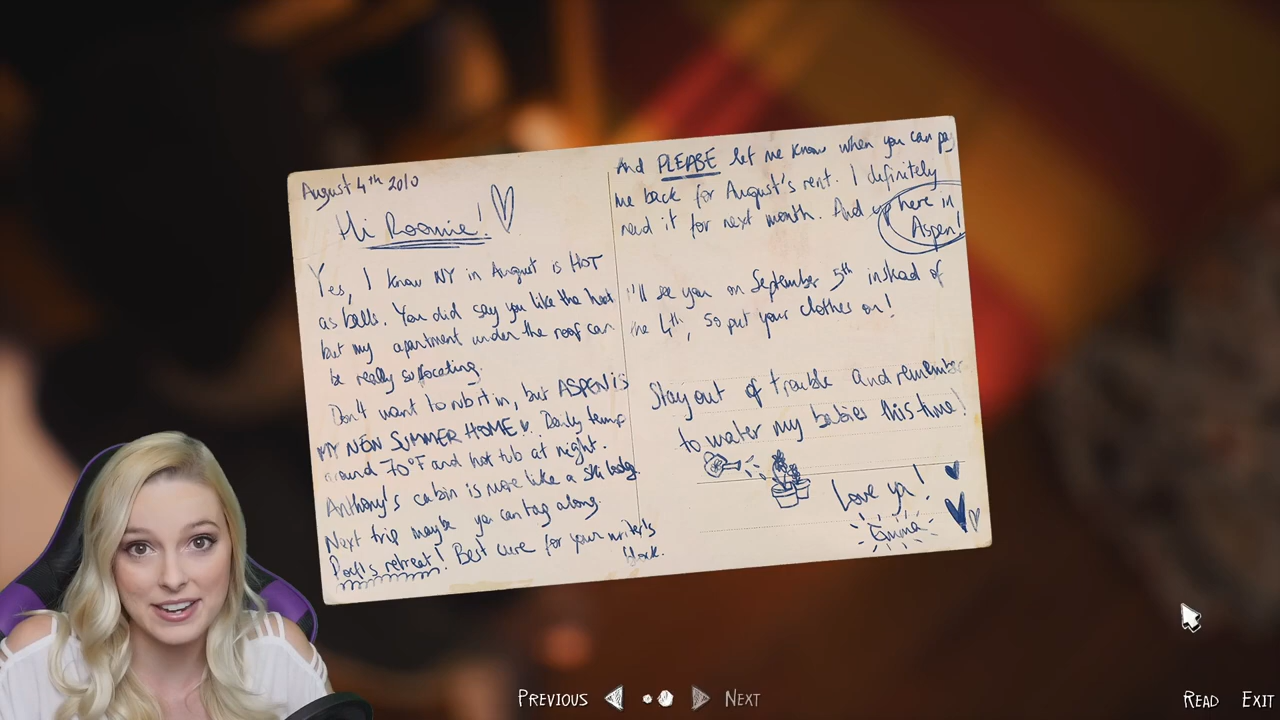 August 4th 2010
Hi Roomie!
Yes, I know NY in August is HOT
as balls. You did say you like the heat
but my apartment under the roof can
be really suffocating.
Don't want to rub it in, but ASPEN is
MY NEW SUMMER HOME. Daily temp
around 70°F and hot tub at night.
Anthony's cabin is more like a ski lodge.
Next trip maybe you can tag along.
Poet's retreat! Best cure for your writer's
block.
And PLEASE let me know when you can pay
me back for August's rent. I definitely
need it for next month. And up here in
Aspen!
I'll see you on September 5th instead of
the 4th, so put your clothes on!
Stay out of trouble and remember
to water my babies this time!
Love ya!
Emma
PREVIOUS NEXT
READ EXIT